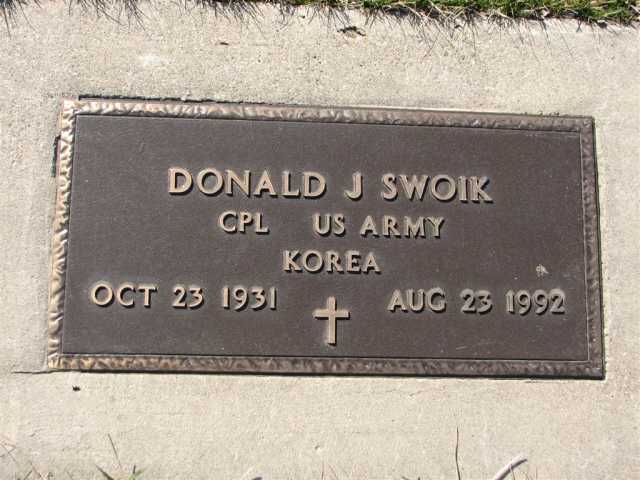 DONALD J SWOIK
CPL US ARMY
KOREA
OCT 23 1931 AUG 23 1992